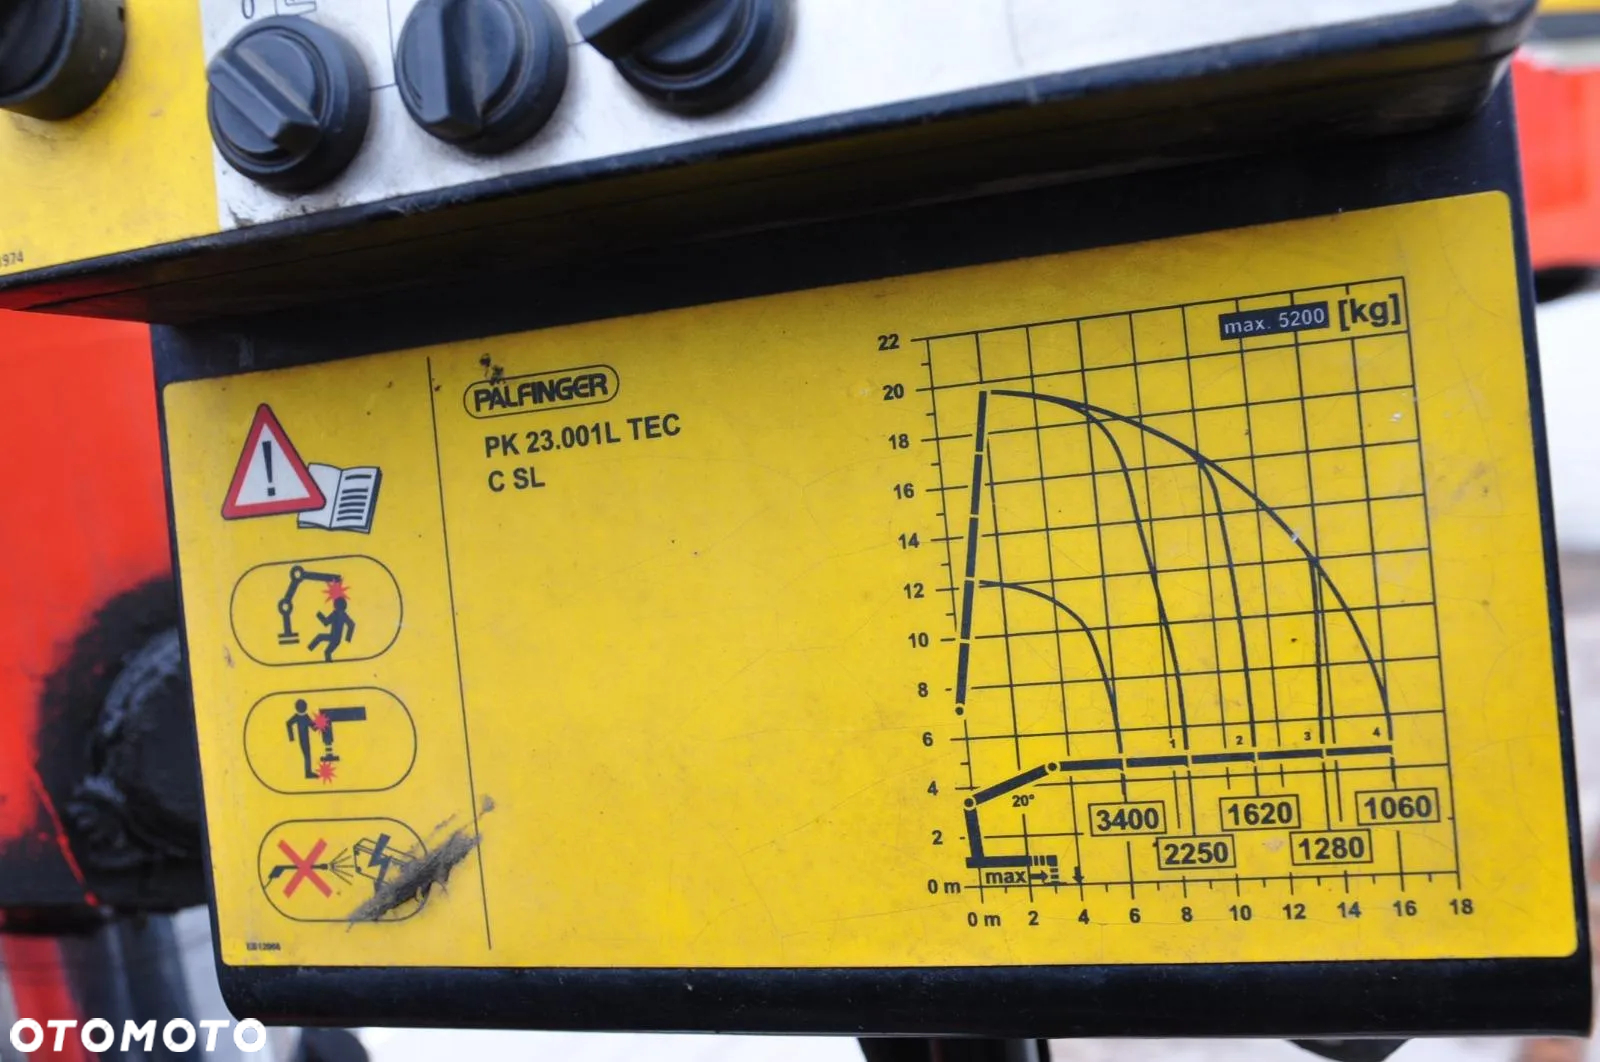 974
max. 5200 [kg]
PALFINGER
PK 23.001L TEC
C SL
22
20
18
16
14
12
10
8
6
4
2
0 m
1 2 3 4
20°
3400 1620 1060
2250 1280
max
0 m 2 4 6 8 10 12 14 16 18
OTOMOTO